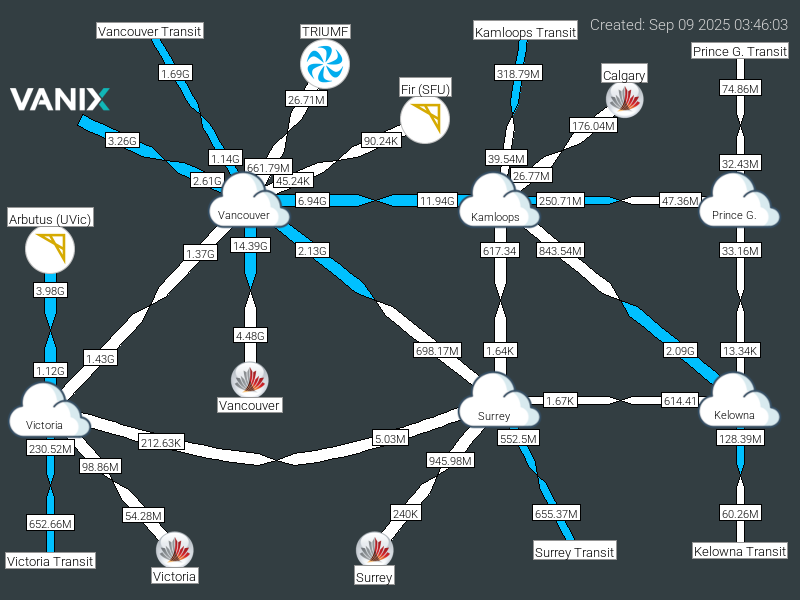 Created: Sep 09 2025 03:46:03
Vancouver Transit
TRIUMF
Kamloops Transit
Prince G. Transit
1.69G
318.79M
Calgary
74.86M
Fir (SFU)
VANIX
26.71M
176.04M
3.26G
90.24K
1.14G
39.54M
32.43M
661.79M
26.77M
2.61G
45.24K
6.94G
11.94G
250.71M
47.36M
Arbutus (UVic)
Vancouver
Kamloops
Prince G.
1.37G
14.39G
2.13G
617.34
843.54M
33.16M
3.98G
4.48G
1.43G
698.17M
1.64K
2.09G
13.34K
1.12G
Vancouver
1.67K
614.41
Victoria
Surrey
Kelowna
230.52M
212.63K
5.03M
552.5M
128.39M
98.86M
945.98M
652.66M
54.28M
240K
655.37M
60.26M
Victoria Transit
Victoria
Surrey
Surrey Transit
Kelowna Transit